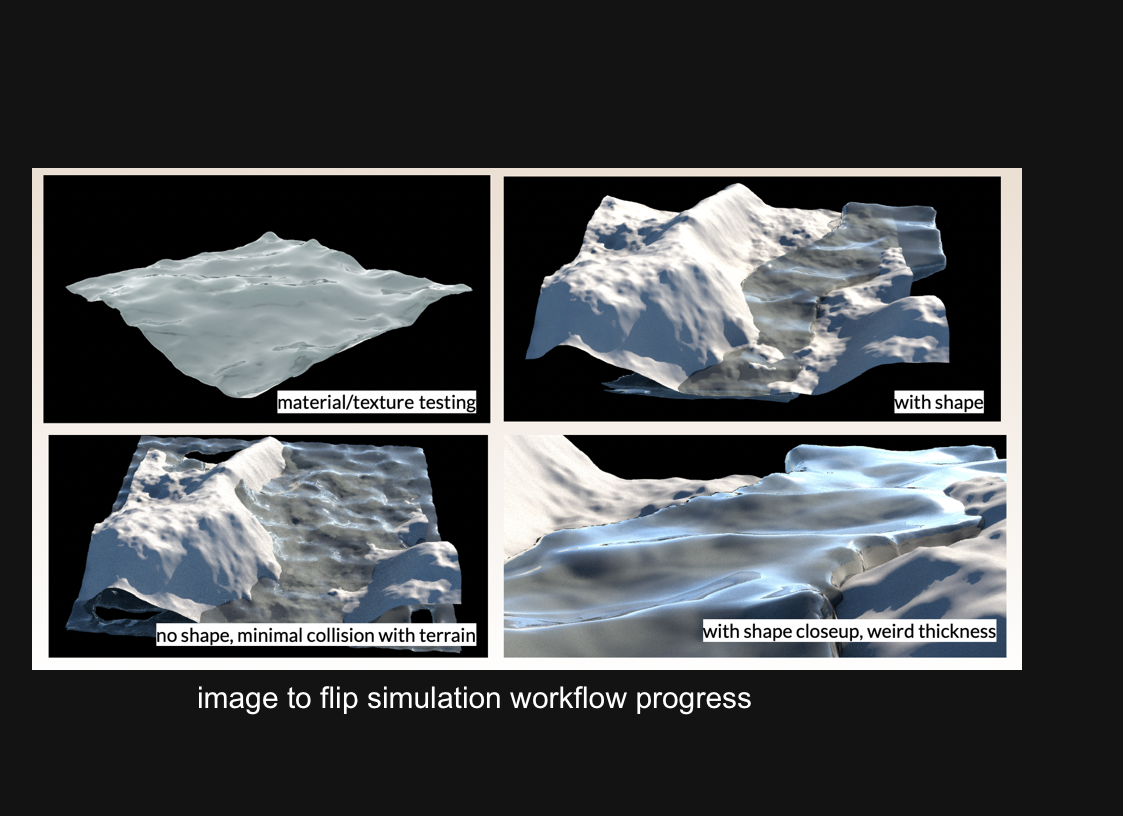 material/texture testing
with shape
no shape, minimal collision with terrain
with shape closeup, weird thickness
image to flip simulation workflow progress